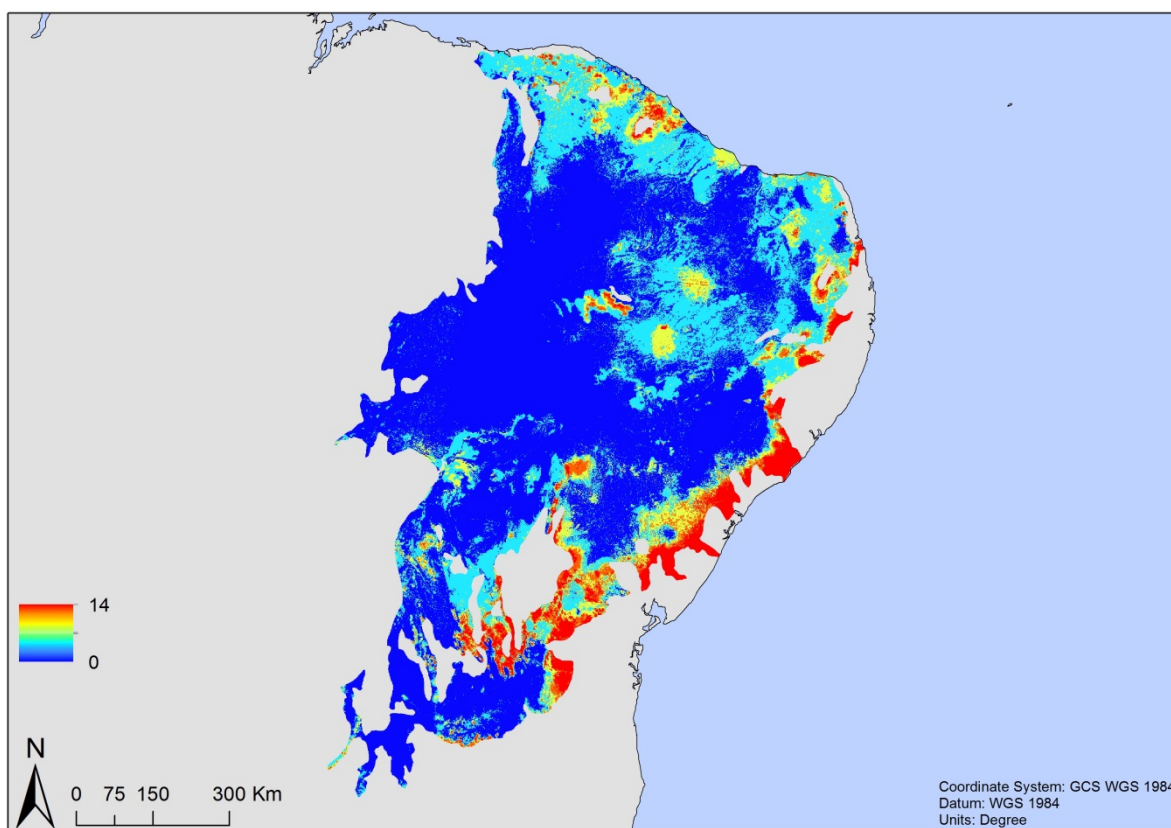 14
0
N
0 75 150 300 Km
Coordinate System: GCS WGS 1984
Datum: WGS 1984
Units: Degree